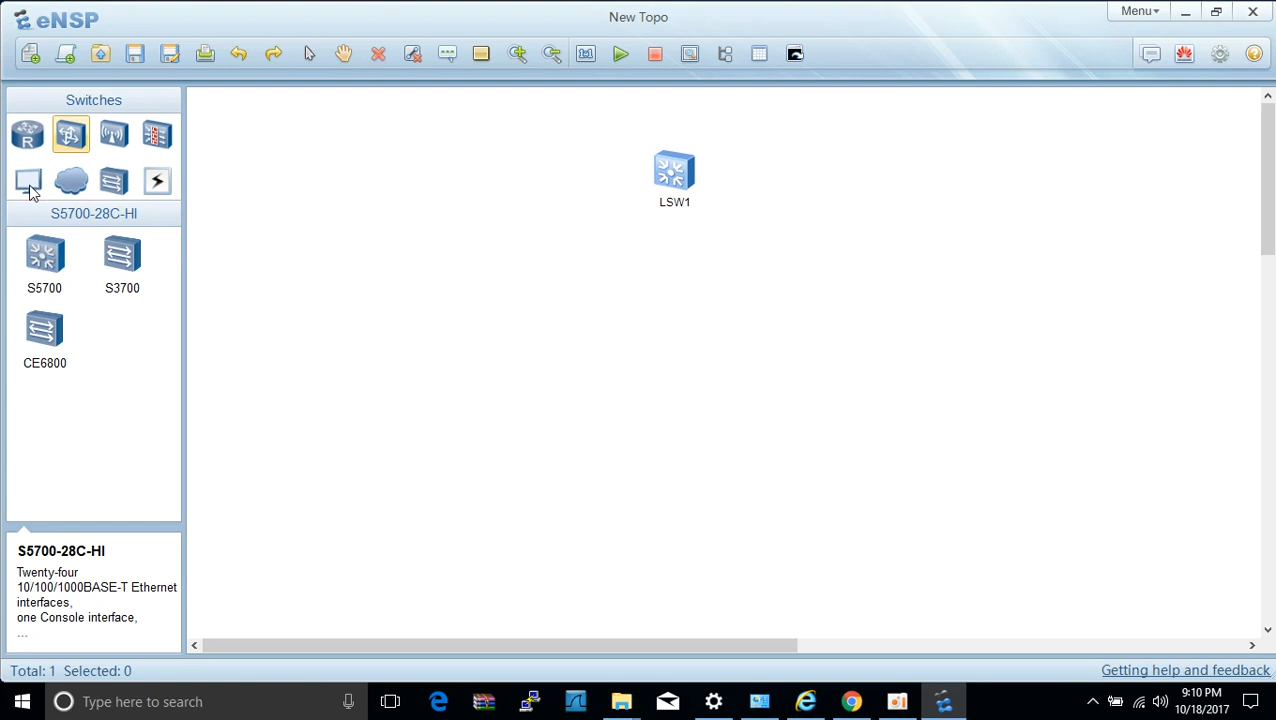 eNSP
New Topo
Menu
1:1
Switches
R
S5700-28C-HI
S5700
S3700
CE6800
LSW1
S5700-28C-HI
Twenty-four
10/100/1000BASE-T Ethernet
interfaces,
one Console interface,
...
Total: 1 Selected: 0
Getting help and feedback
Type here to search
9:10 PM
10/18/2017